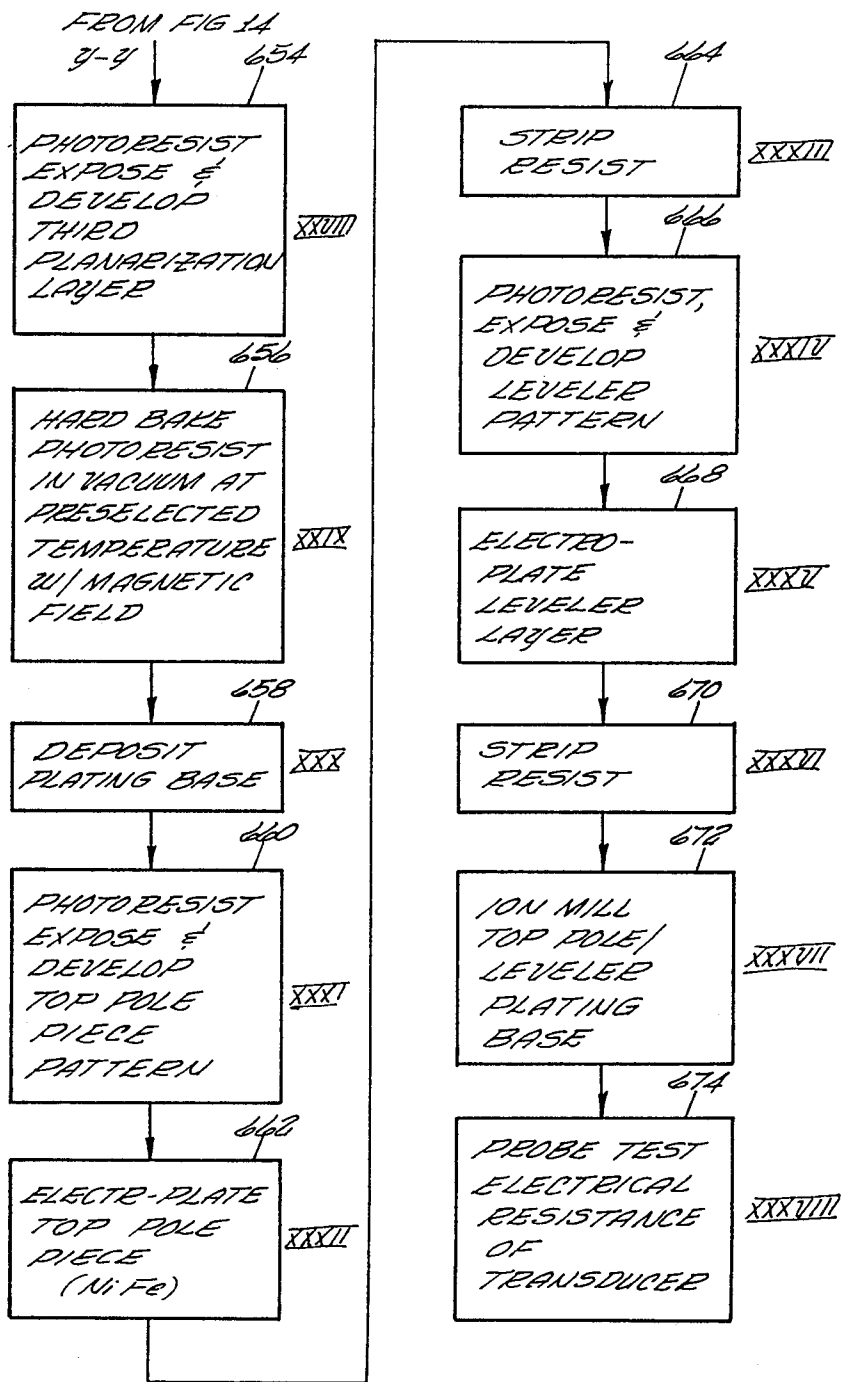 FROM FIG 14
y-y
654
PHOTORESIST
EXPOSE &
DEVELOP
THIRD
PLANARIZATION
LAYER
XXVIII
656
HARD BAKE
PHOTORESIST
IN VACUUM AT
PRESELECTED
TEMPERATURE
W/ MAGNETIC
FIELD
XXIX
658
DEPOSIT
PLATING BASE
XXX
660
PHOTORESIST
EXPOSE &
DEVELOP
TOP POLE
PIECE
PATTERN
XXXI
662
ELECTR-PLATE
TOP POLE
PIECE
(NiFe)
XXXII
664
STRIP
RESIST
XXXIII
666
PHOTORESIST,
EXPOSE &
DEVELOP
LEVELER
PATTERN
XXXIV
668
ELECTRO-
PLATE
LEVELER
LAYER
XXXV
670
STRIP
RESIST
XXXVI
672
ION MILL
TOP POLE/
LEVELER
PLATING
BASE
XXXVII
674
PROBE TEST
ELECTRICAL
RESISTANCE
OF
TRANSDUCER
XXXVIII